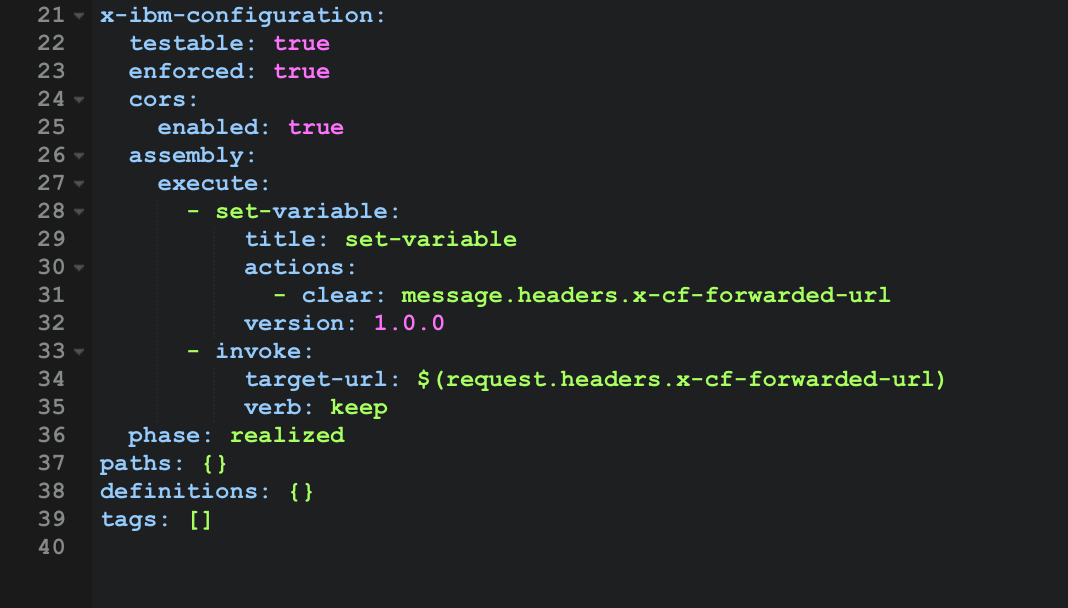 21 x-ibm-configuration:
22   testable: true
23   enforced: true
24   cors:
25     enabled: true
26   assembly:
27     execute:
28       - set-variable:
29           title: set-variable
30           actions:
31             - clear: message.headers.x-cf-forwarded-url
32           version: 1.0.0
33       - invoke:
34           target-url: $(request.headers.x-cf-forwarded-url)
35           verb: keep
36   phase: realized
37 paths: {}
38 definitions: {}
39 tags: []
40